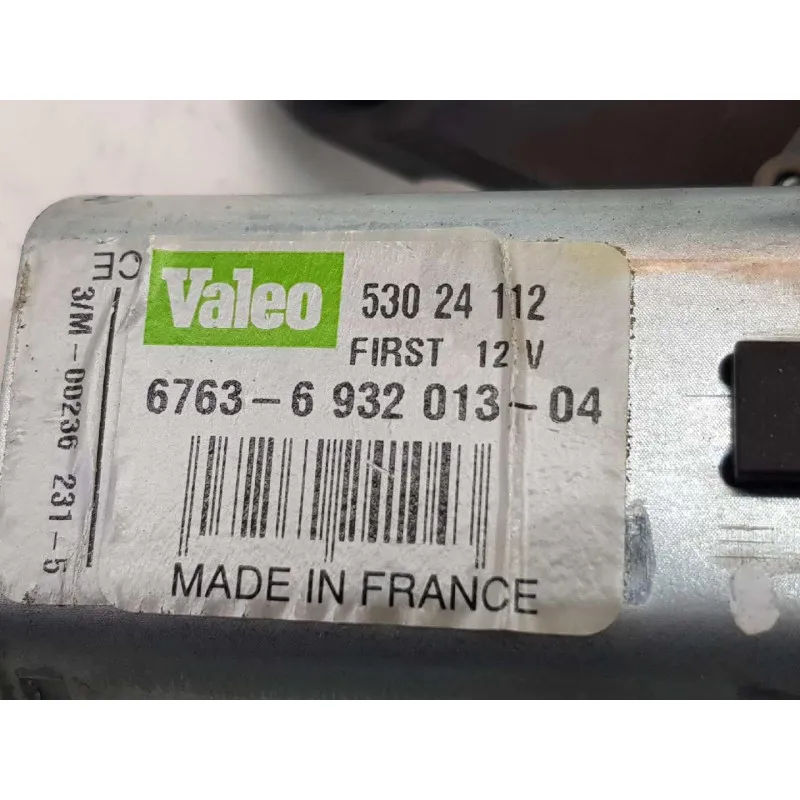 Valeo 530 24 112
FIRST 12 V
6763-6 932 013-04
MADE IN FRANCE
CE
3/M-00236 231-5